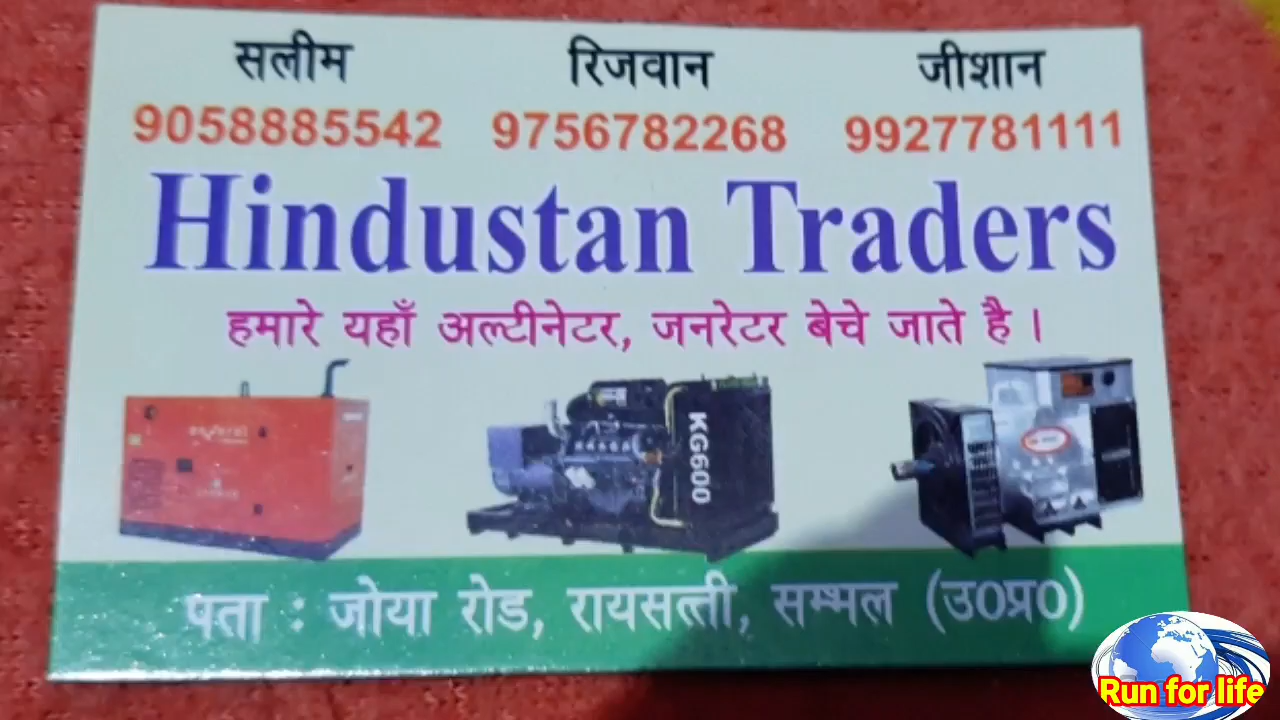 सलीम रिजवान जीशान
9058885542 9756782268 9927781111
Hindustan Traders
हमारे यहाँ अल्टीनेटर, जनरेटर बेचे जाते है ।
KG600
पता : जोया रोड, रायसत्ती, सम्भल (उ0प्र0)
Run for life